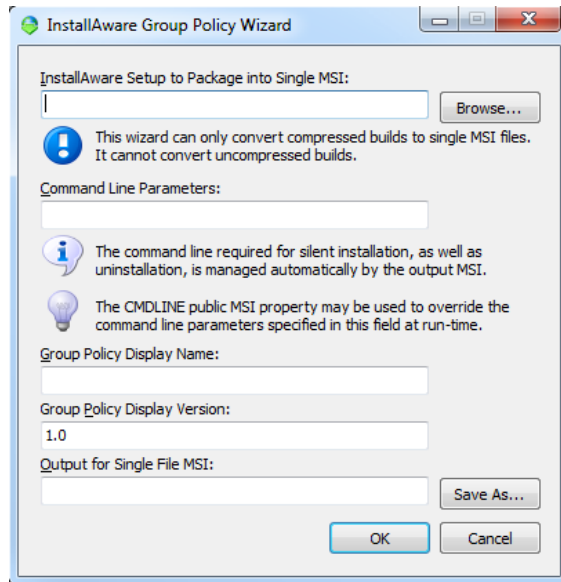 InstallAware Group Policy Wizard
InstallAware Setup to Package into Single MSI:
Browse...
This wizard can only convert compressed builds to single MSI files.
It cannot convert uncompressed builds.
Command Line Parameters:
The command line required for silent installation, as well as
uninstallation, is managed automatically by the output MSI.
The CMDLINE public MSI property may be used to override the
command line parameters specified in this field at run-time.
Group Policy Display Name:
Group Policy Display Version:
1.0
Output for Single File MSI:
Save As...
OK
Cancel